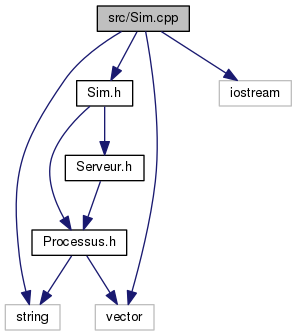 src/Sim.cpp
Sim.h
iostream
Serveur.h
Processus.h
string
vector